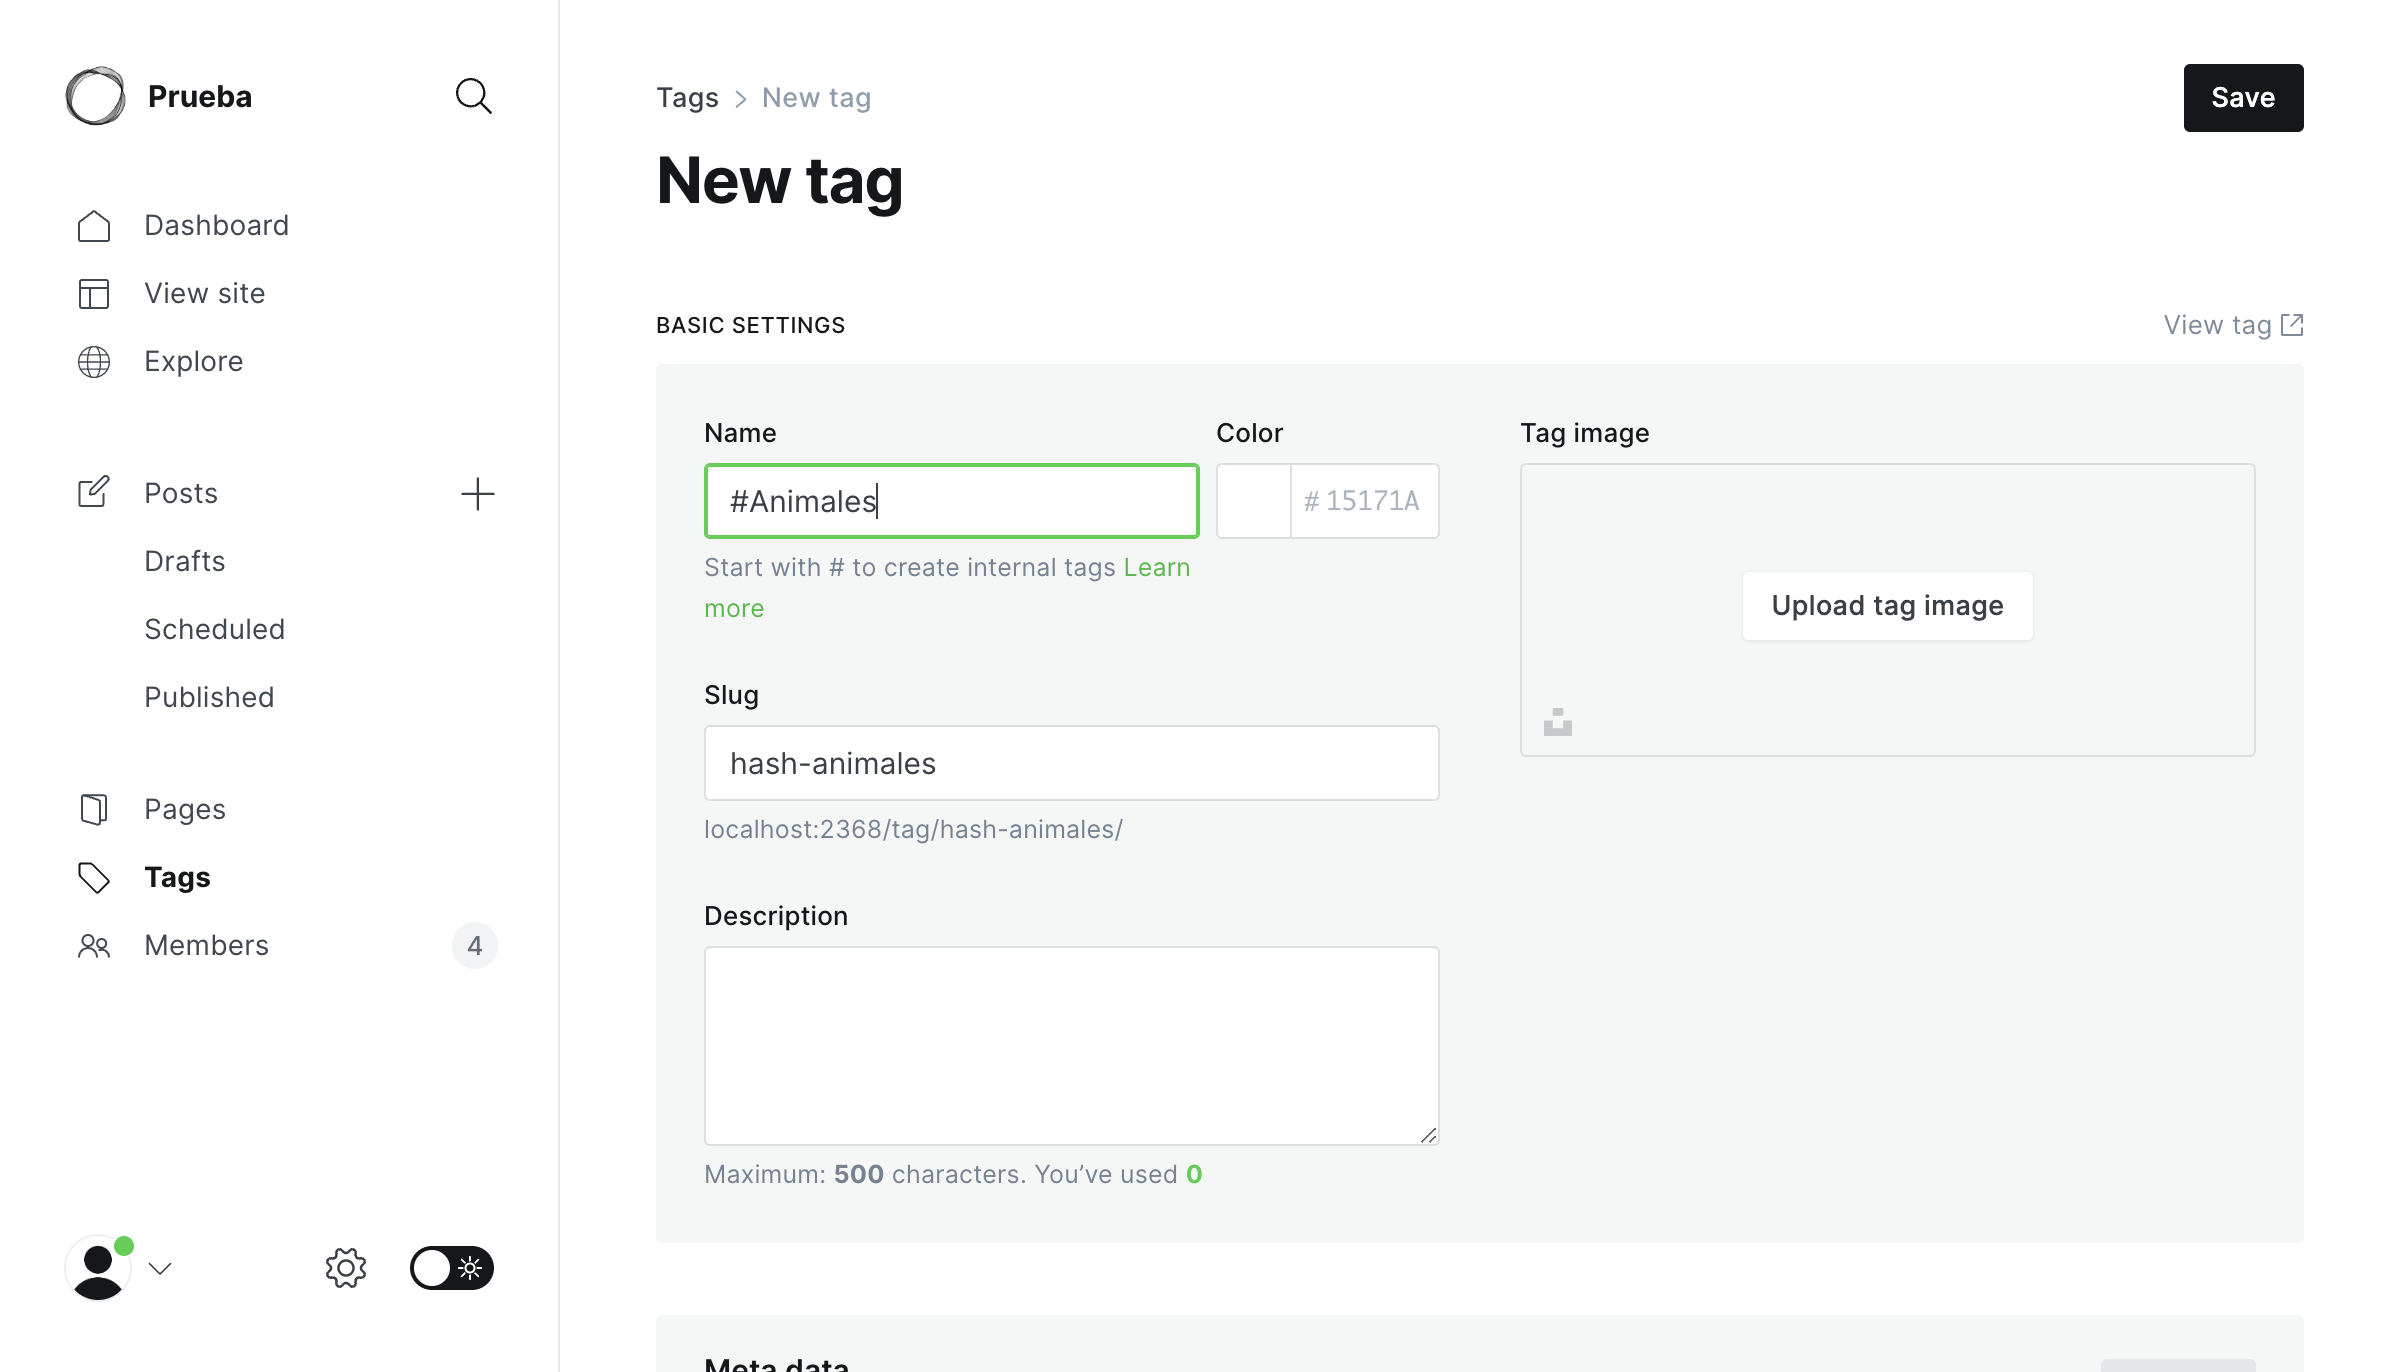 Prueba
Dashboard
View site
Explore
Posts
Drafts
Scheduled
Published
Pages
Tags
Members
4
Tags > New tag
Save
New tag
BASIC SETTINGS
View tag
Name
#Animales
Start with # to create internal tags Learn
more
Color
# 15171A
Slug
hash-animales
localhost:2368/tag/hash-animales/
Description
Maximum: 500 characters. You’ve used 0
Tag image
Upload tag image
Meta data